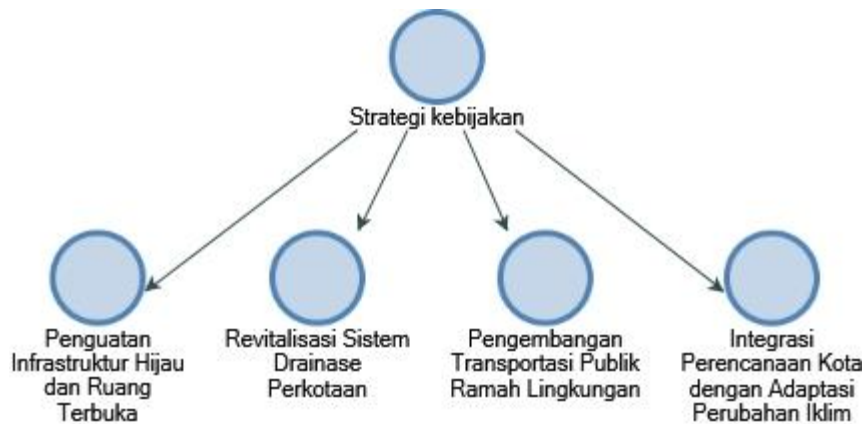 Strategi kebijakan
Penguatan
Infrastruktur Hijau
dan Ruang
Terbuka
Revitalisasi Sistem
Drainase
Perkotaan
Pengembangan
Transportasi Publik
Ramah Lingkungan
Integrasi
Perencanaan Kota
dengan Adaptasi
Perubahan Iklim